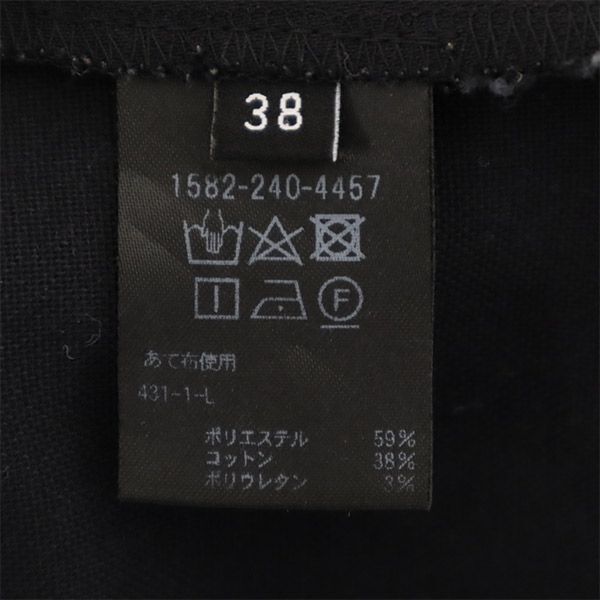 38
1582-240-4457
F
あて布使用
431-1-L
ポリエステル 59%
コットン 38%
ポリウレタン 3%